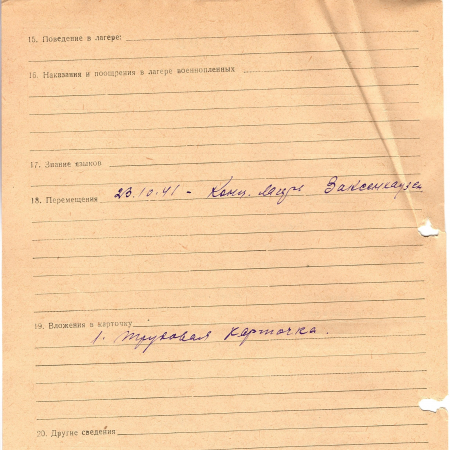 15. Поведение в лагере:
16. Наказания и поощрения в лагере военнопленных
17. Знание языков
18. Перемещения 23.10.41 - Конц. лагерь Заксенхаузен
19. Вложения в карточку
1. Трудовая карточка.
20. Другие сведения